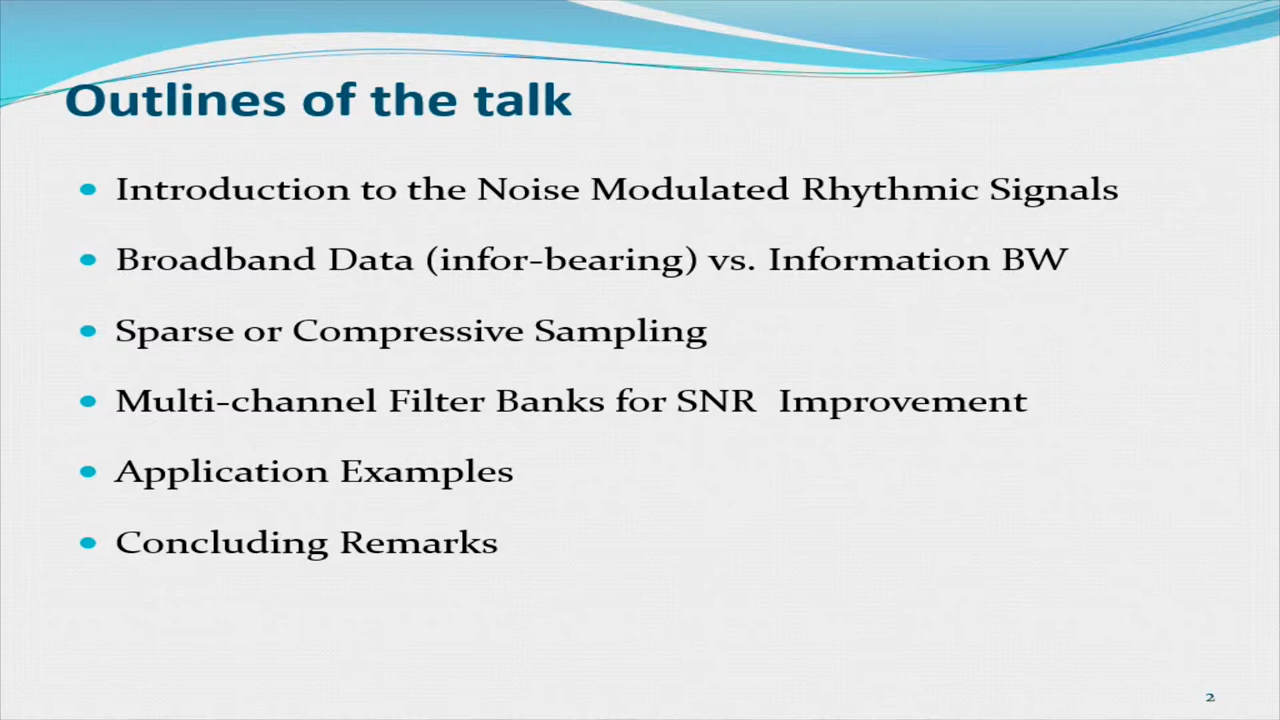 Outlines of the talk
Introduction to the Noise Modulated Rhythmic Signals
Broadband Data (infor-bearing) vs. Information BW
Sparse or Compressive Sampling
Multi-channel Filter Banks for SNR  Improvement
Application Examples
Concluding Remarks
2